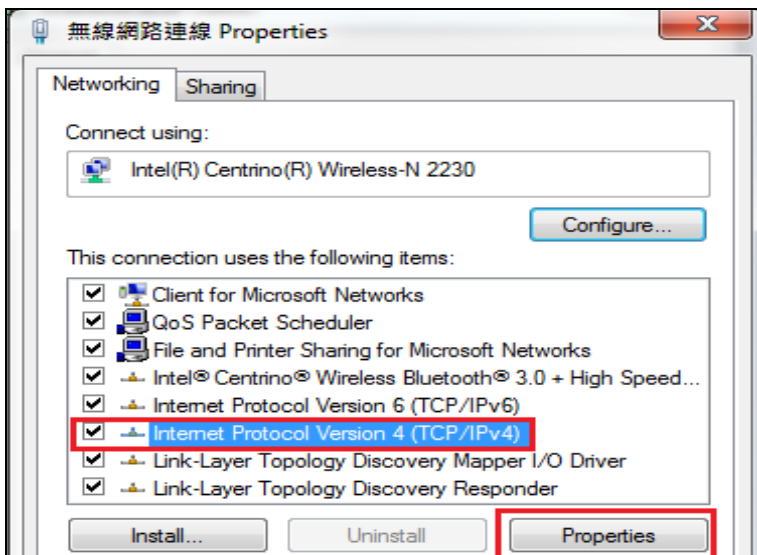 無線網路連線 Properties
Networking
Sharing
Connect using:
Intel(R) Centrino(R) Wireless-N 2230
Configure...
This connection uses the following items:
Client for Microsoft Networks
QoS Packet Scheduler
File and Printer Sharing for Microsoft Networks
Intel® Centrino® Wireless Bluetooth® 3.0 + High Speed...
Internet Protocol Version 6 (TCP/IPv6)
Internet Protocol Version 4 (TCP/IPv4)
Link-Layer Topology Discovery Mapper I/O Driver
Link-Layer Topology Discovery Responder
Install... Uninstall Properties